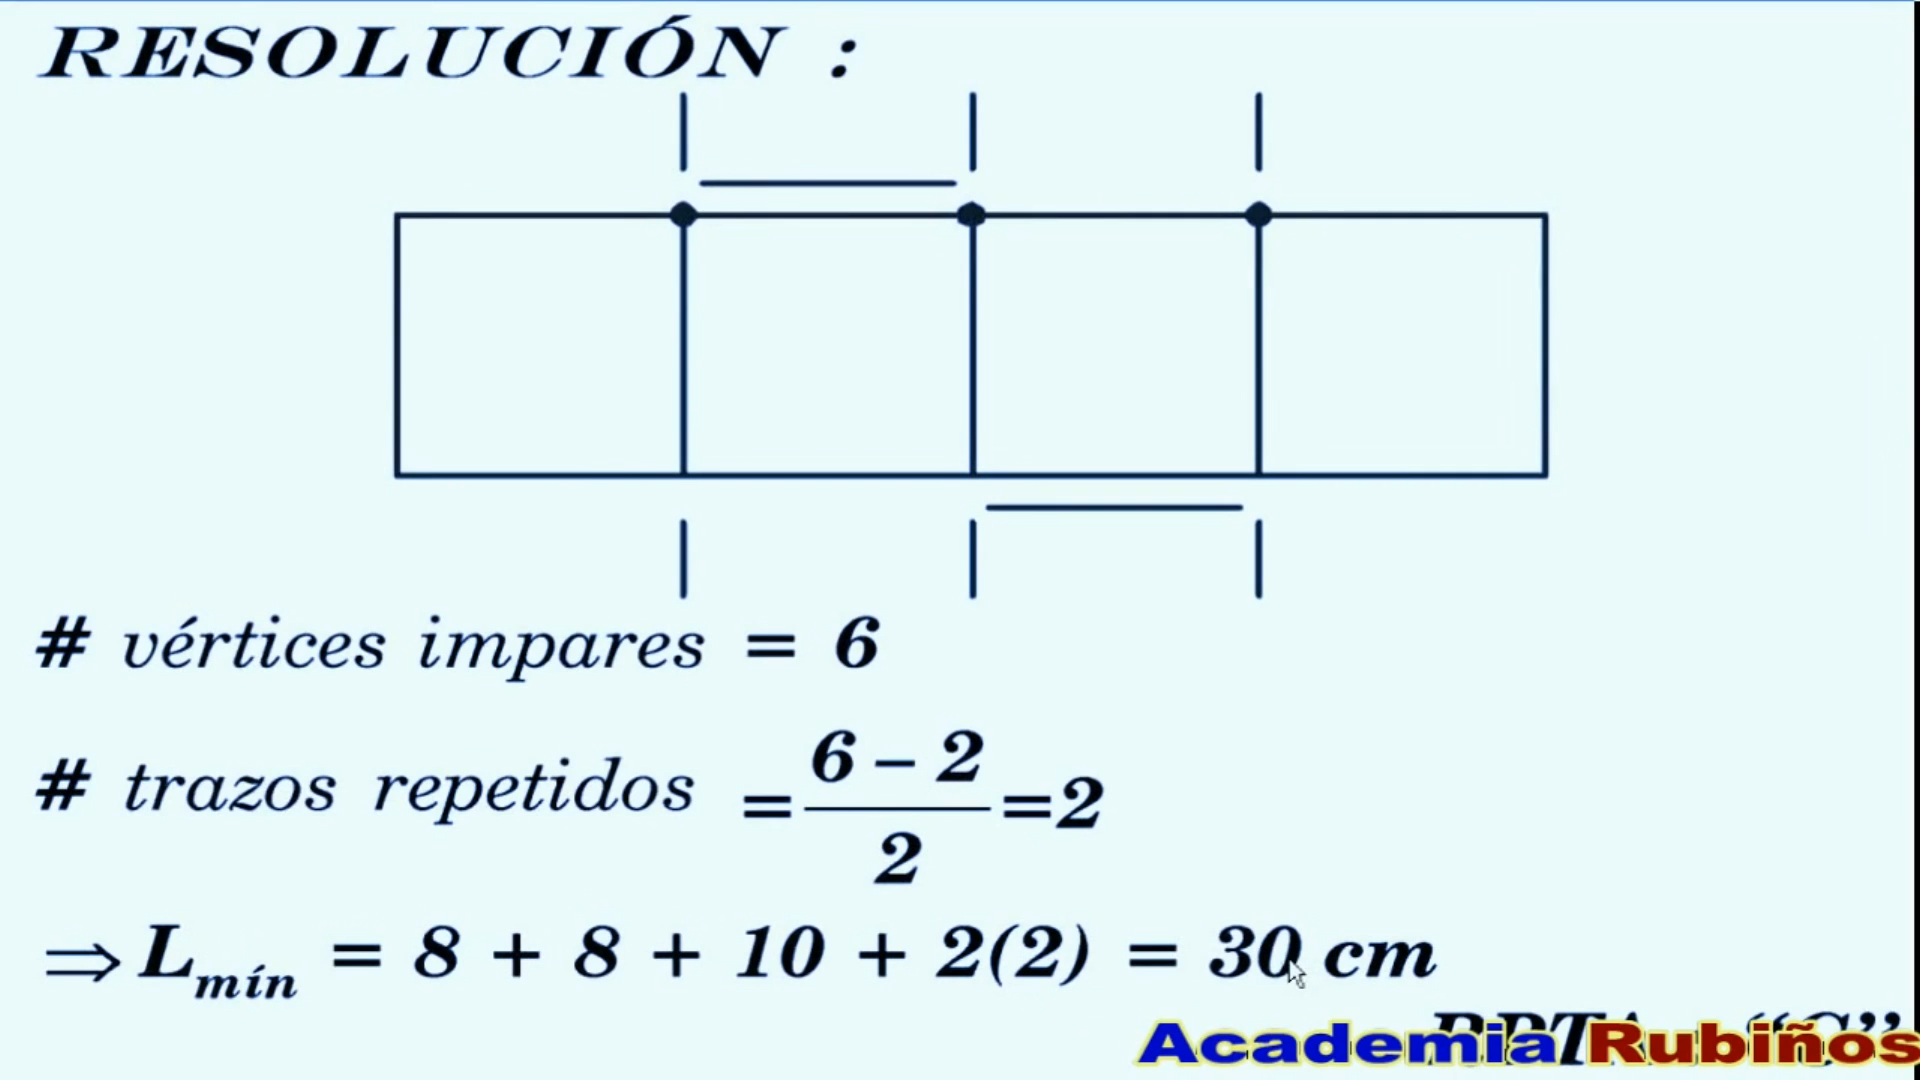 RESOLUCIÓN :
# vértices impares = 6
# trazos repetidos = 6 – 2 / 2 = 2
⇒ Lmín = 8 + 8 + 10 + 2(2) = 30 cm
Academia Rubiños